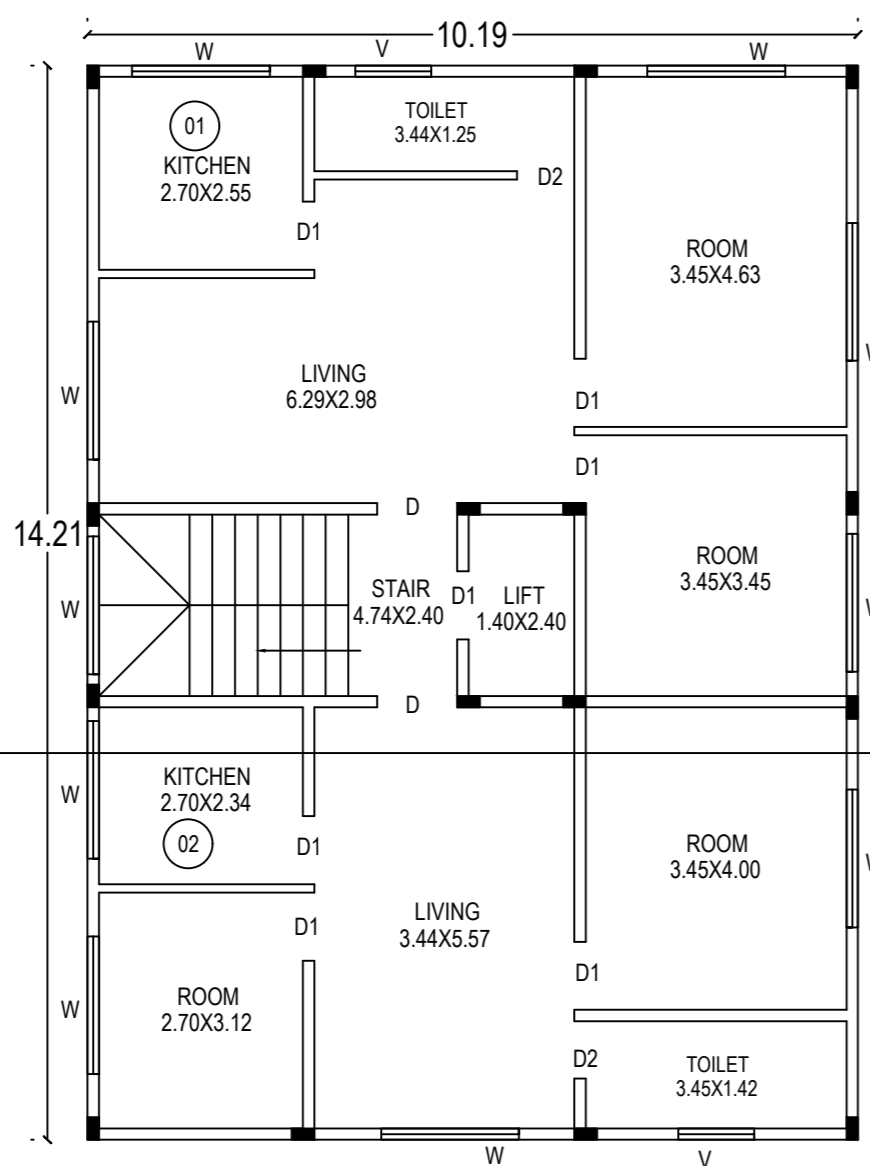 10.19
W
V
W
01
KITCHEN
2.70X2.55
TOILET
3.44X1.25
D2
D1
ROOM
3.45X4.63
W
LIVING
6.29X2.98
W
D1
D1
D
14.21
ROOM
3.45X3.45
STAIR
4.74X2.40
D1
LIFT
1.40X2.40
W
W
D
KITCHEN
2.70X2.34
W
02
D1
ROOM
3.45X4.00
W
LIVING
3.44X5.57
D1
D1
ROOM
2.70X3.12
W
D2
TOILET
3.45X1.42
W
V